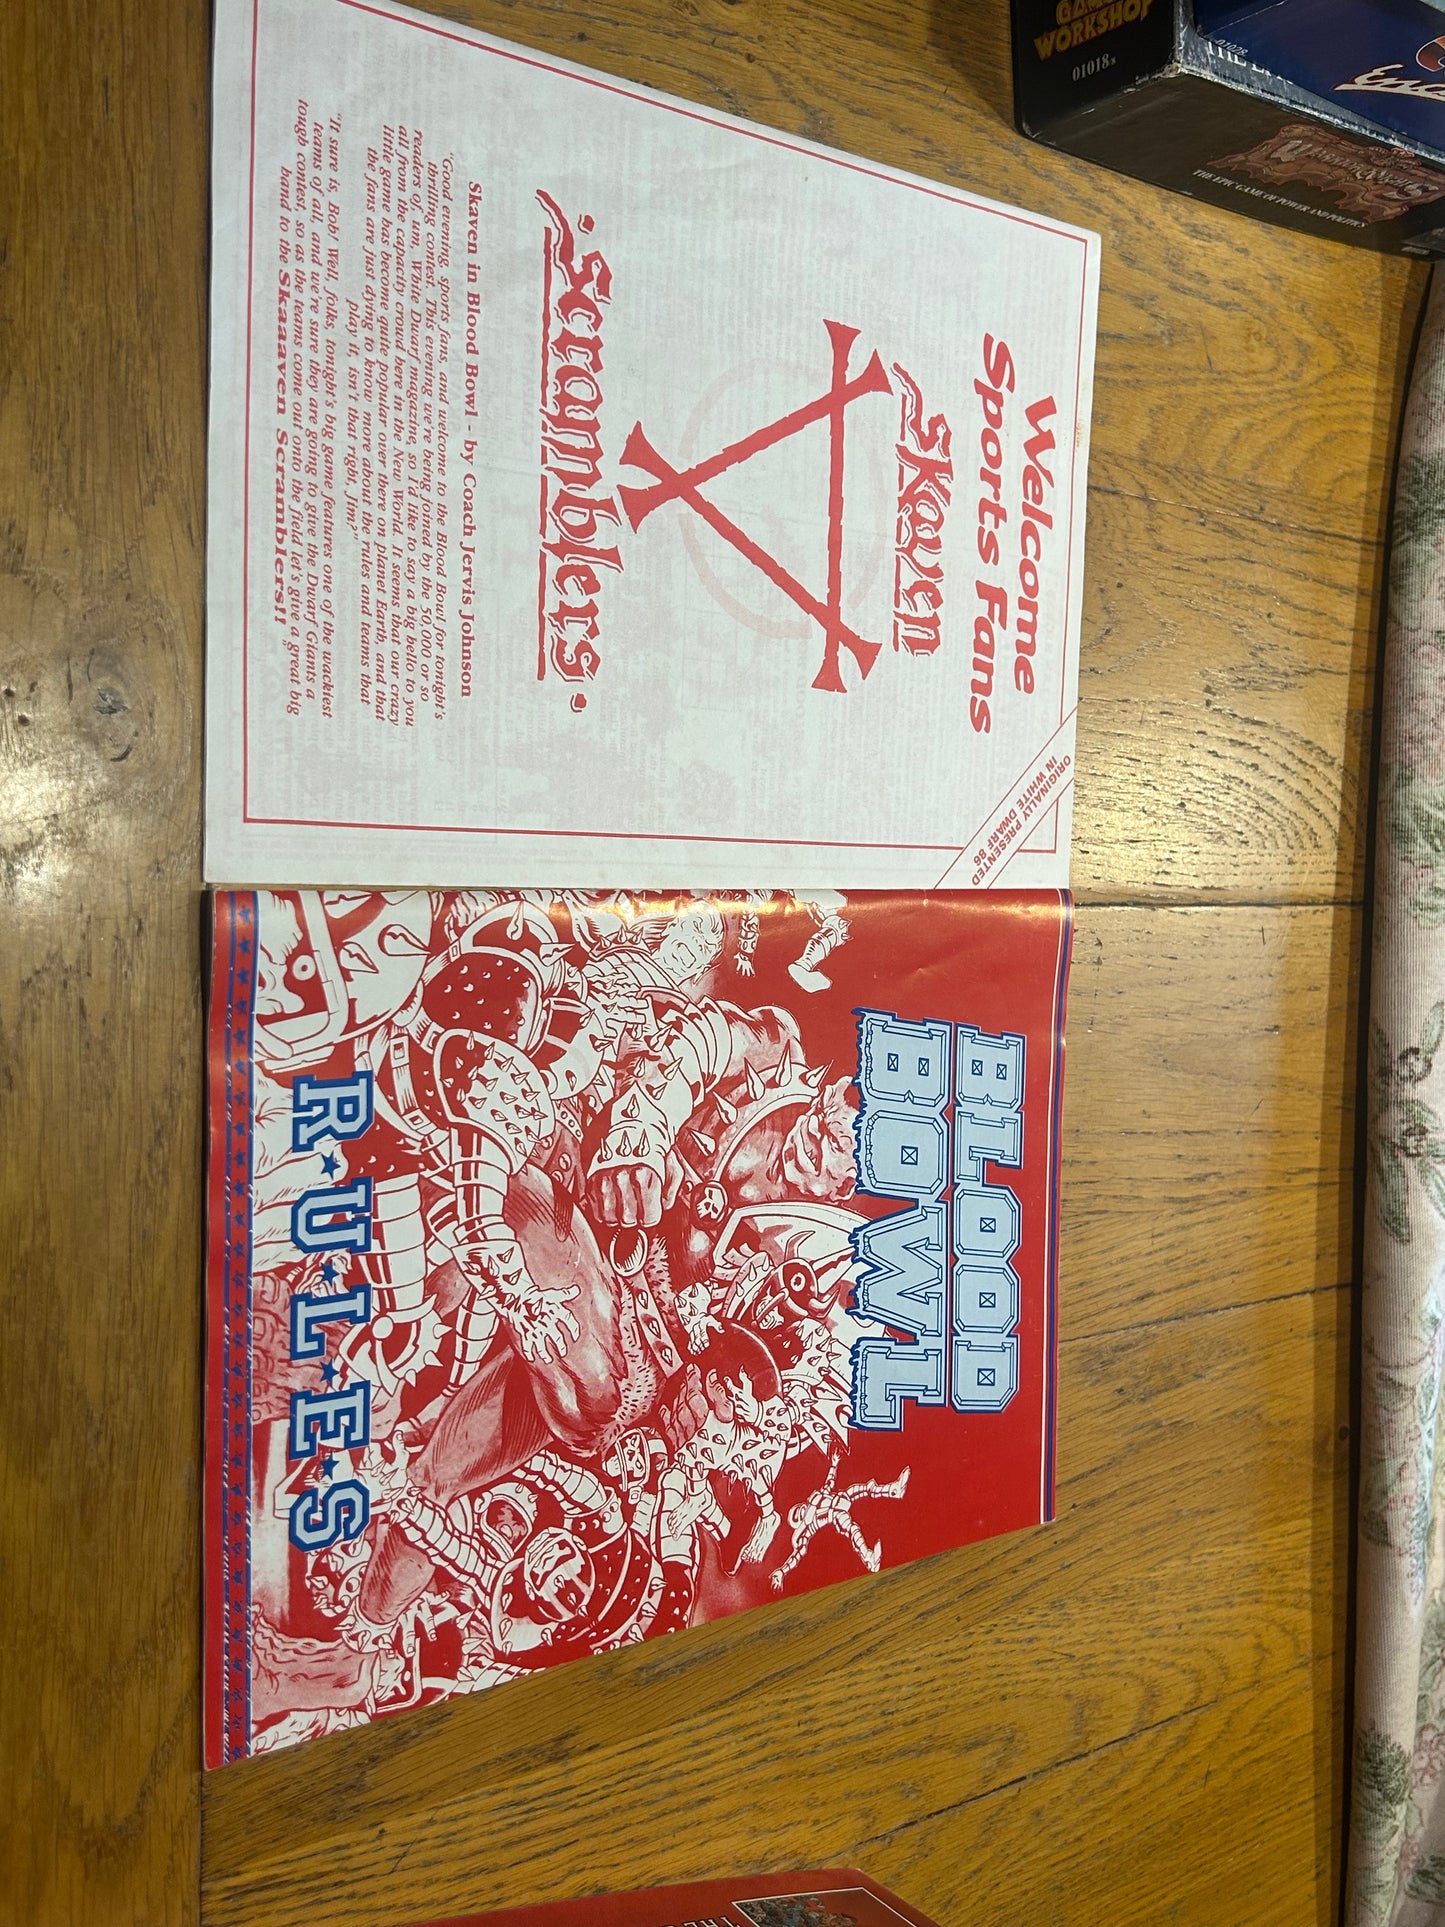 Welcome
Sports Fans
ORIGINALLY PRESENTED
IN WHITE DWARF 86
Skaven
·Scramblers·
Skaven in Blood Bowl - by Coach Jervis Johnson
"Good evening, sports fans, and welcome to the Blood Bowl for tonight's
thrilling contest. This evening we're being joined by the 50,000 or so
readers of, um, White Dwarf magazine, so I'd like to say a big hello to you
all from the capacity crowd here in the New World. It seems that our crazy
little game has become quite popular over there on planet Earth, and that
the fans are just dying to know more about the rules and teams that
play it, isn't that right, Jim?"
"It sure is, Bob! Well, folks, tonight's big game features one of the wackiest
teams of all, and we're sure they are going to give the Dwarf Giants a
tough contest, so as the teams come out onto the field let's give a great big
hand to the Skaaaven Scramblers!!"
BLOOD
BOWL
R★U★L★E★S
GAMES
WORKSHOP
01018
01028
THE EPIC GAME OF POWER AND POLITICS
THE